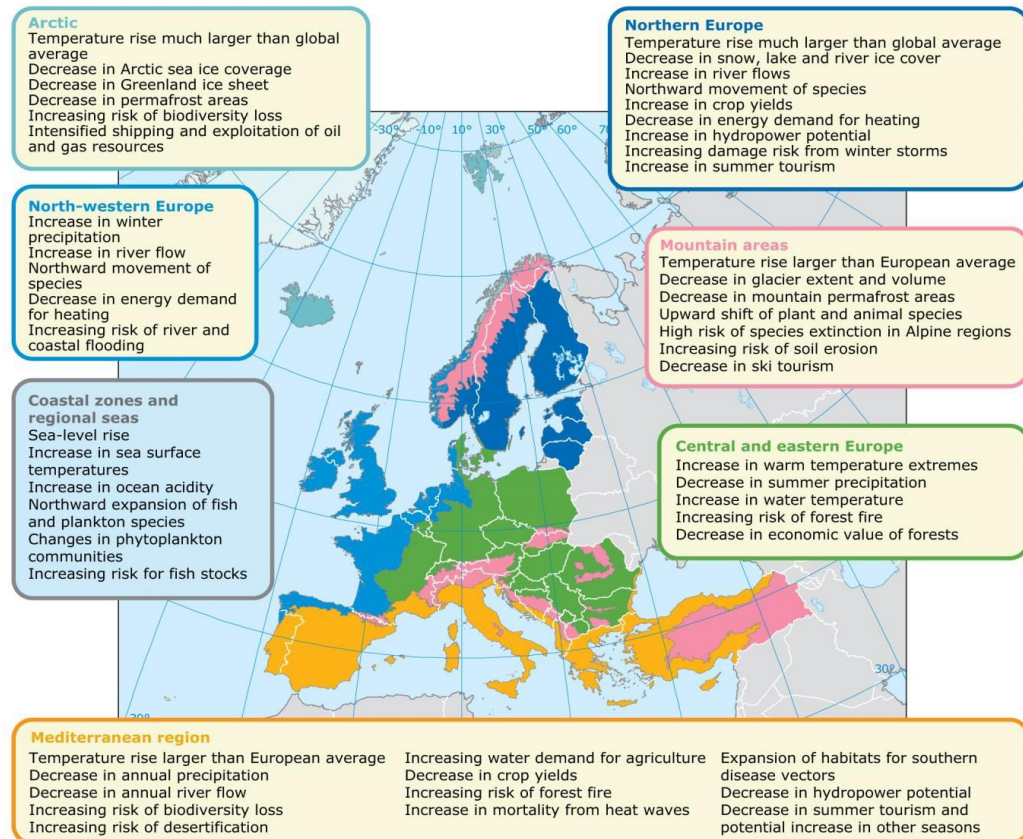 Arctic
Temperature rise much larger than global
average
Decrease in Arctic sea ice coverage
Decrease in Greenland ice sheet
Decrease in permafrost areas
Increasing risk of biodiversity loss
Intensified shipping and exploitation of oil
and gas resources
Northern Europe
Temperature rise much larger than global average
Decrease in snow, lake and river ice cover
Increase in river flows
Northward movement of species
Increase in crop yields
Decrease in energy demand for heating
Increase in hydropower potential
Increasing damage risk from winter storms
Increase in summer tourism
-30° -10° 10° 30° 50° 60°
North-western Europe
Increase in winter
precipitation
Increase in river flow
Northward movement of
species
Decrease in energy demand
for heating
Increasing risk of river and
coastal flooding
Mountain areas
Temperature rise larger than European average
Decrease in glacier extent and volume
Decrease in mountain permafrost areas
Upward shift of plant and animal species
High risk of species extinction in Alpine regions
Increasing risk of soil erosion
Decrease in ski tourism
Coastal zones and
regional seas
Sea-level rise
Increase in sea surface
temperatures
Increase in ocean acidity
Northward expansion of fish
and plankton species
Changes in phytoplankton
communities
Increasing risk for fish stocks
Central and eastern Europe
Increase in warm temperature extremes
Decrease in summer precipitation
Increase in water temperature
Increasing risk of forest fire
Decrease in economic value of forests
30°
Mediterranean region
Temperature rise larger than European average
Decrease in annual precipitation
Decrease in annual river flow
Increasing risk of biodiversity loss
Increasing risk of desertification
Increasing water demand for agriculture
Decrease in crop yields
Increasing risk of forest fire
Increase in mortality from heat waves
Expansion of habitats for southern
disease vectors
Decrease in hydropower potential
Decrease in summer tourism and
potential increase in other seasons